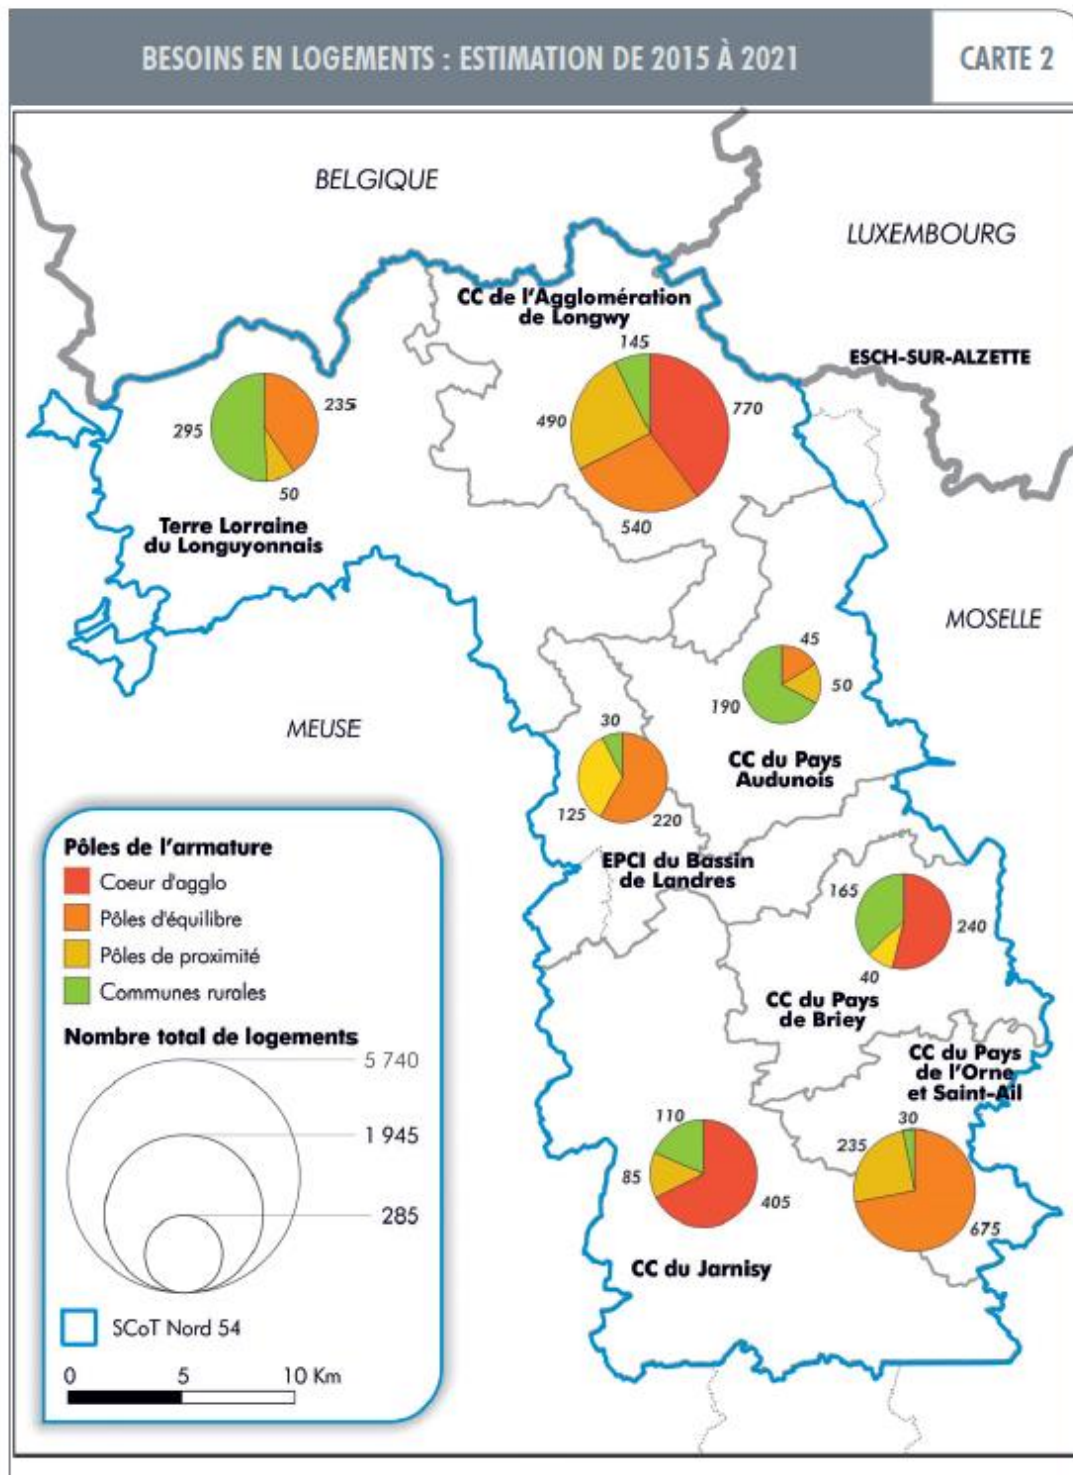 BESOINS EN LOGEMENTS : ESTIMATION DE 2015 À 2021
CARTE 2
BELGIQUE
LUXEMBOURG
CC de l'Agglomération
de Longwy
145
ESCH-SUR-ALZETTE
235
770
295
490
50
540
Terre Lorraine
du Longuyonnais
MOSELLE
45
50
190
MEUSE
30
CC du Pays
Audunois
125
220
EPCI du Bassin
de Landres
165
240
40
CC du Pays
de Briey
CC du Pays
de l'Orne
et Saint-Ail
30
110
235
85
405
675
CC du Jarnisy
Pôles de l'armature
Coeur d'agglo
Pôles d'équilibre
Pôles de proximité
Communes rurales
Nombre total de logements
5 740
1 945
285
SCoT Nord 54
0 5 10 Km